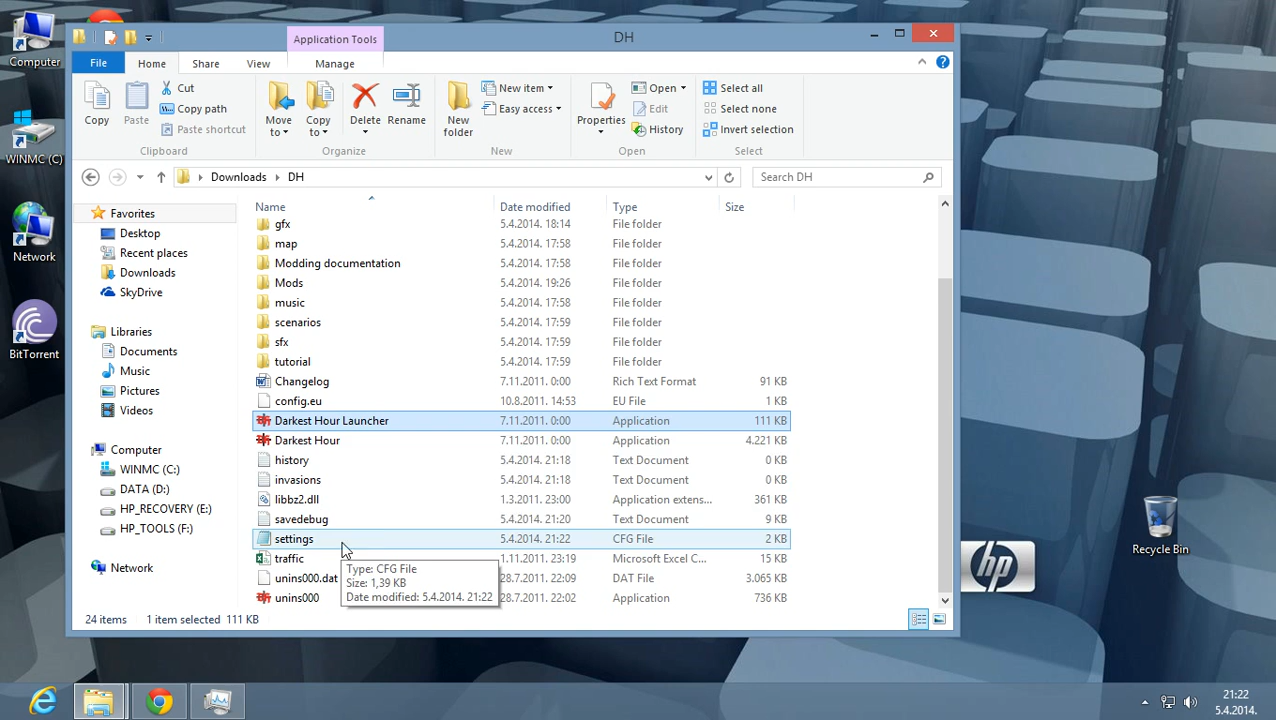 DH
Application Tools
File
Home
Share
View
Manage
Copy
Paste
Cut
Copy path
Paste shortcut
Clipboard
Move to
Copy to
Delete
Rename
Organize
New folder
New item
Easy access
New
Properties
Open
Edit
History
Open
Select all
Select none
Invert selection
Select
Downloads
DH
Search DH
Name
Date modified
Type
Size
Favorites
Desktop
Recent places
Downloads
SkyDrive
Libraries
Documents
Music
Pictures
Videos
Computer
WINMC (C:)
DATA (D:)
HP_RECOVERY (E:)
HP_TOOLS (F:)
Network
gfx 5.4.2014. 18:14 File folder
map 5.4.2014. 17:58 File folder
Modding documentation 5.4.2014. 17:58 File folder
Mods 5.4.2014. 19:26 File folder
music 5.4.2014. 17:58 File folder
scenarios 5.4.2014. 17:59 File folder
sfx 5.4.2014. 17:59 File folder
tutorial 5.4.2014. 17:59 File folder
Changelog 7.11.2011. 0:00 Rich Text Format 91 KB
config.eu 10.8.2011. 14:53 EU File 1 KB
Darkest Hour Launcher 7.11.2011. 0:00 Application 111 KB
Darkest Hour 7.11.2011. 0:00 Application 4.221 KB
history 5.4.2014. 21:18 Text Document 0 KB
invasions 5.4.2014. 21:18 Text Document 0 KB
libbz2.dll 1.3.2011. 23:00 Application extens... 361 KB
savedebug 5.4.2014. 21:20 Text Document 9 KB
settings 5.4.2014. 21:22 CFG File 2 KB
traffic 1.11.2011. 23:19 Microsoft Excel C... 15 KB
unins000.dat 28.7.2011. 22:09 DAT File 3.065 KB
unins000 28.7.2011. 22:02 Application 736 KB
Type: CFG File
Size: 1,39 KB
Date modified: 5.4.2014. 21:22
24 items 1 item selected 111 KB
Computer
WINMC (C)
Network
BitTorrent
Recycle Bin
hp
21:22
5.4.2014.